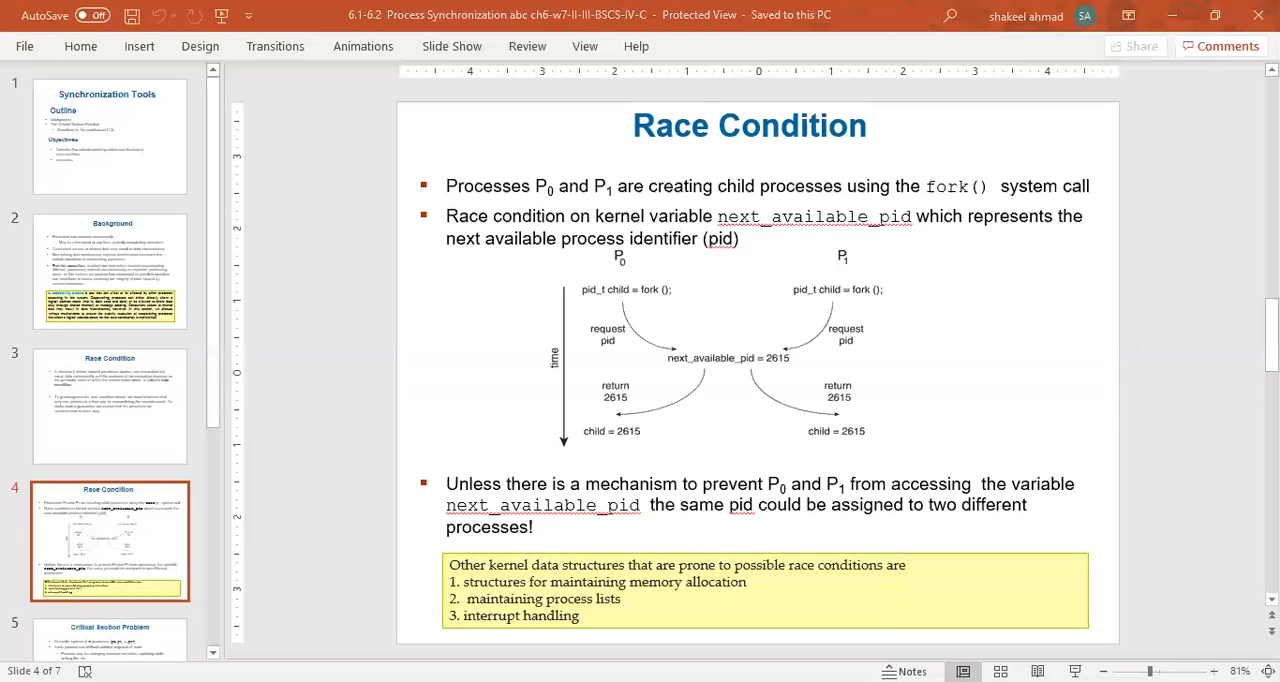 AutoSave Off 6.1-6.2 Process Synchronization abc ch6-w7-II-III-BSCS-IV-C - Protected View - Saved to this PC shakeel ahmad SA
File Home Insert Design Transitions Animations Slide Show Review View Help Share Comments
1
Synchronization Tools
Outline
Objectives
2
Background
3
Race Condition
4
Race Condition
5
Critical Section Problem
Race Condition
Processes P0 and P1 are creating child processes using the fork() system call
Race condition on kernel variable next_available_pid which represents the
next available process identifier (pid)
P0 P1
pid_t child = fork (); pid_t child = fork ();
request request
pid pid
time
next_available_pid = 2615
return return
2615 2615
child = 2615 child = 2615
Unless there is a mechanism to prevent P0 and P1 from accessing the variable
next_available_pid the same pid could be assigned to two different
processes!
Other kernel data structures that are prone to possible race conditions are
1. structures for maintaining memory allocation
2. maintaining process lists
3. interrupt handling
Slide 4 of 7 Notes 81%